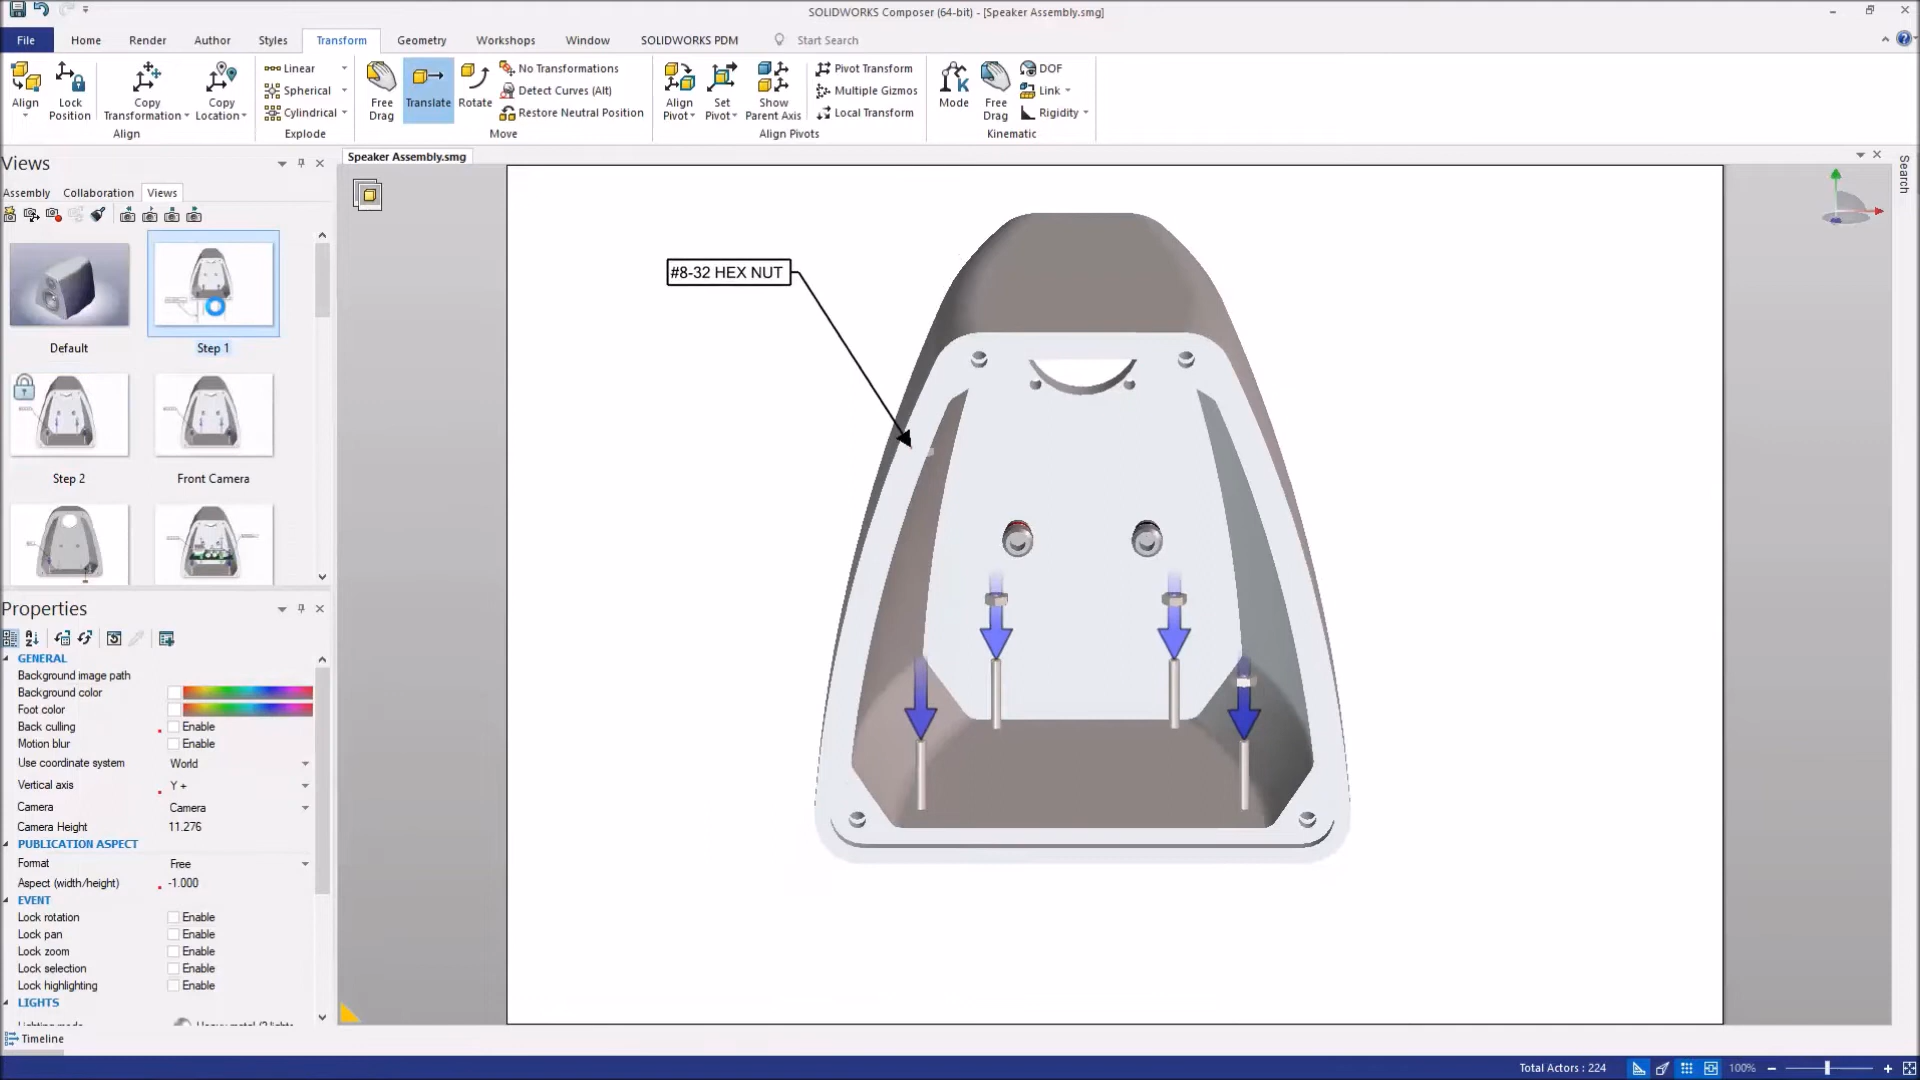 SOLIDWORKS Composer (64-bit) - [Speaker Assembly.smg]
File Home Render Author Styles Transform Geometry Workshops Window SOLIDWORKS PDM Start Search
Align
Lock Position
Copy Transformation
Copy Location
Align
Linear
Spherical
Cylindrical
Explode
Free Drag
Translate
Rotate
No Transformations
Detect Curves (Alt)
Restore Neutral Position
Move
Align Pivot
Set Pivot
Show Parent Axis
Pivot Transform
Multiple Gizmos
Local Transform
Align Pivots
Mode
Free Drag
DOF
Link
Rigidity
Kinematic
Views
Assembly Collaboration Views
Default
Step 1
Step 2
Front Camera
Speaker Assembly.smg
#8-32 HEX NUT
Search
Properties
GENERAL
Background image path
Background color
Foot color
Back culling Enable
Motion blur Enable
Use coordinate system World
Vertical axis Y +
Camera Camera
Camera Height 11.276
PUBLICATION ASPECT
Format Free
Aspect (width/height) -1.000
EVENT
Lock rotation Enable
Lock pan Enable
Lock zoom Enable
Lock selection Enable
Lock highlighting Enable
LIGHTS
Timeline
Total Actors : 224
100%